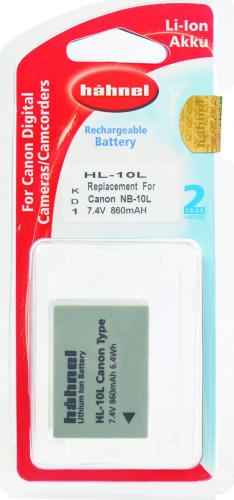 Li-Ion
Akku
hähnel
For Canon Digital
Cameras/Camcorders
Rechargeable
Battery
HL-10L
Replacement For
Canon NB-10L
7.4V 860mAH
K
D
1
2
YEAR
WARRANTY
hähnel
Lithium Ion Battery
HL-10L Canon Type
7.4V 860mAh 6.4Wh